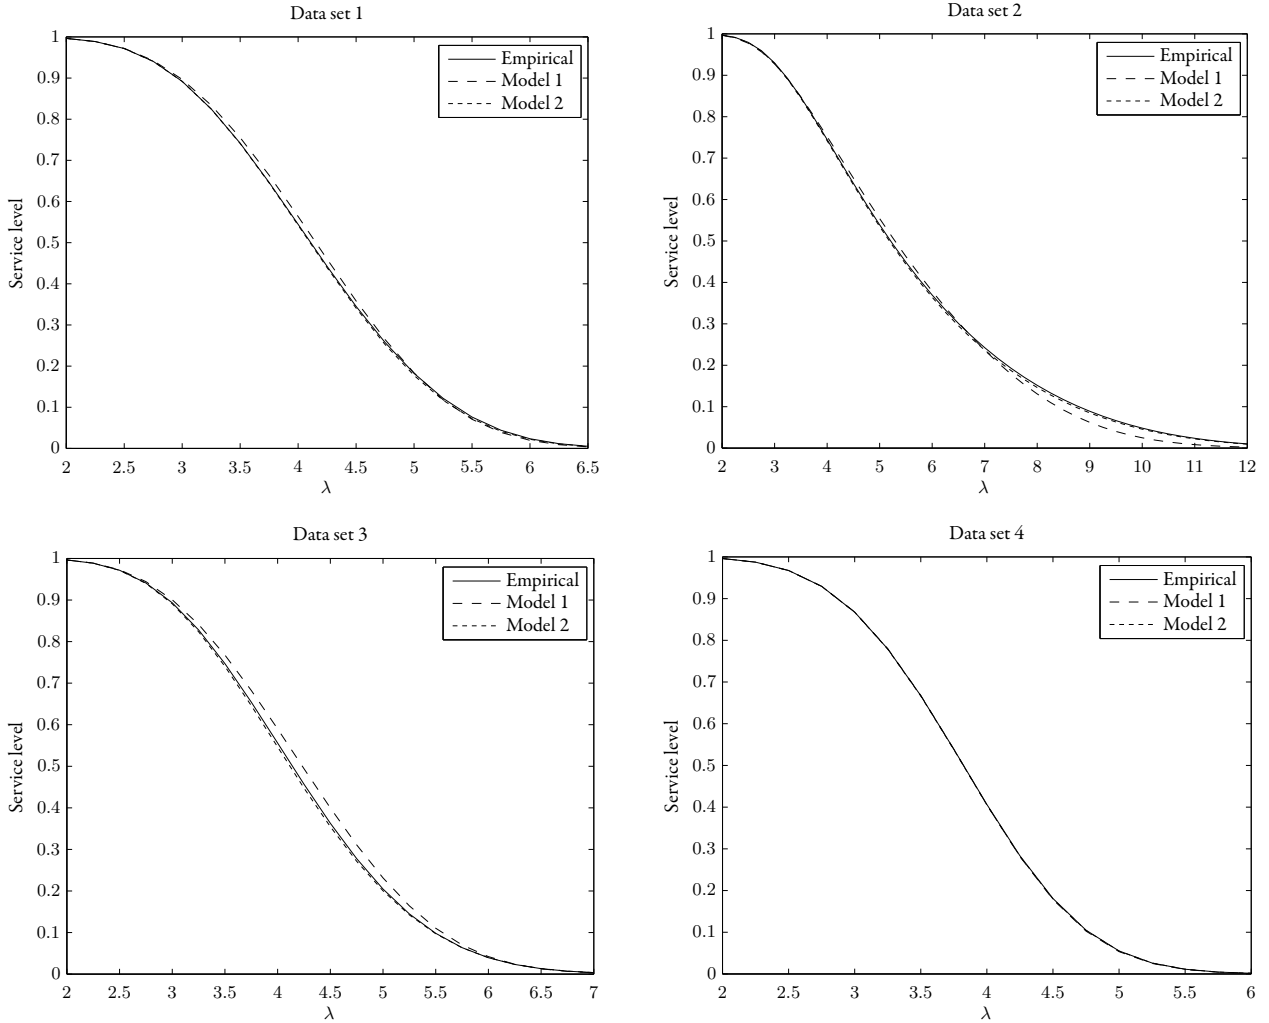 Data set 1
1
0.9
0.8
0.7
0.6
0.5
0.4
0.3
0.2
0.1
0
Service level
Empirical
Model 1
Model 2
2 2.5 3 3.5 4 4.5 5 5.5 6 6.5
λ
Data set 2
1
0.9
0.8
0.7
0.6
0.5
0.4
0.3
0.2
0.1
0
Service level
Empirical
Model 1
Model 2
2 3 4 5 6 7 8 9 10 11 12
λ
Data set 3
1
0.9
0.8
0.7
0.6
0.5
0.4
0.3
0.2
0.1
0
Service level
Empirical
Model 1
Model 2
2 2.5 3 3.5 4 4.5 5 5.5 6 6.5 7
λ
Data set 4
1
0.9
0.8
0.7
0.6
0.5
0.4
0.3
0.2
0.1
0
Service level
Empirical
Model 1
Model 2
2 2.5 3 3.5 4 4.5 5 5.5 6
λ